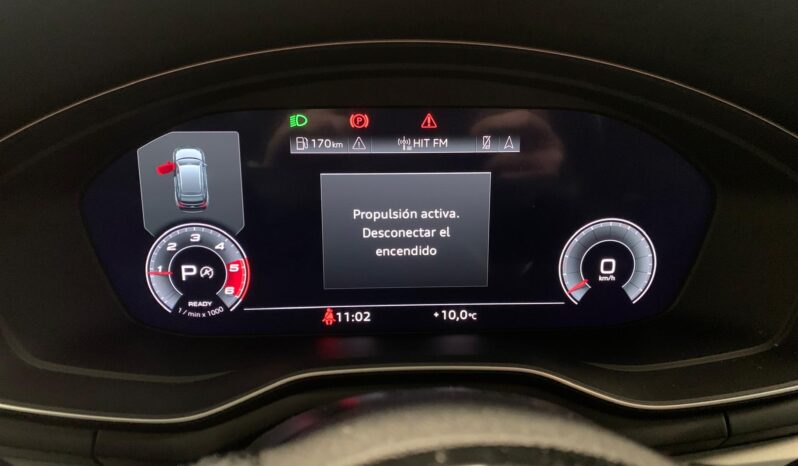 P
170km HIT FM
Propulsión activa.
Desconectar el
encendido
1 2 3 4 5 6
P
READY
1 / min x 1000
0
km/h
11:02 +10,0°C